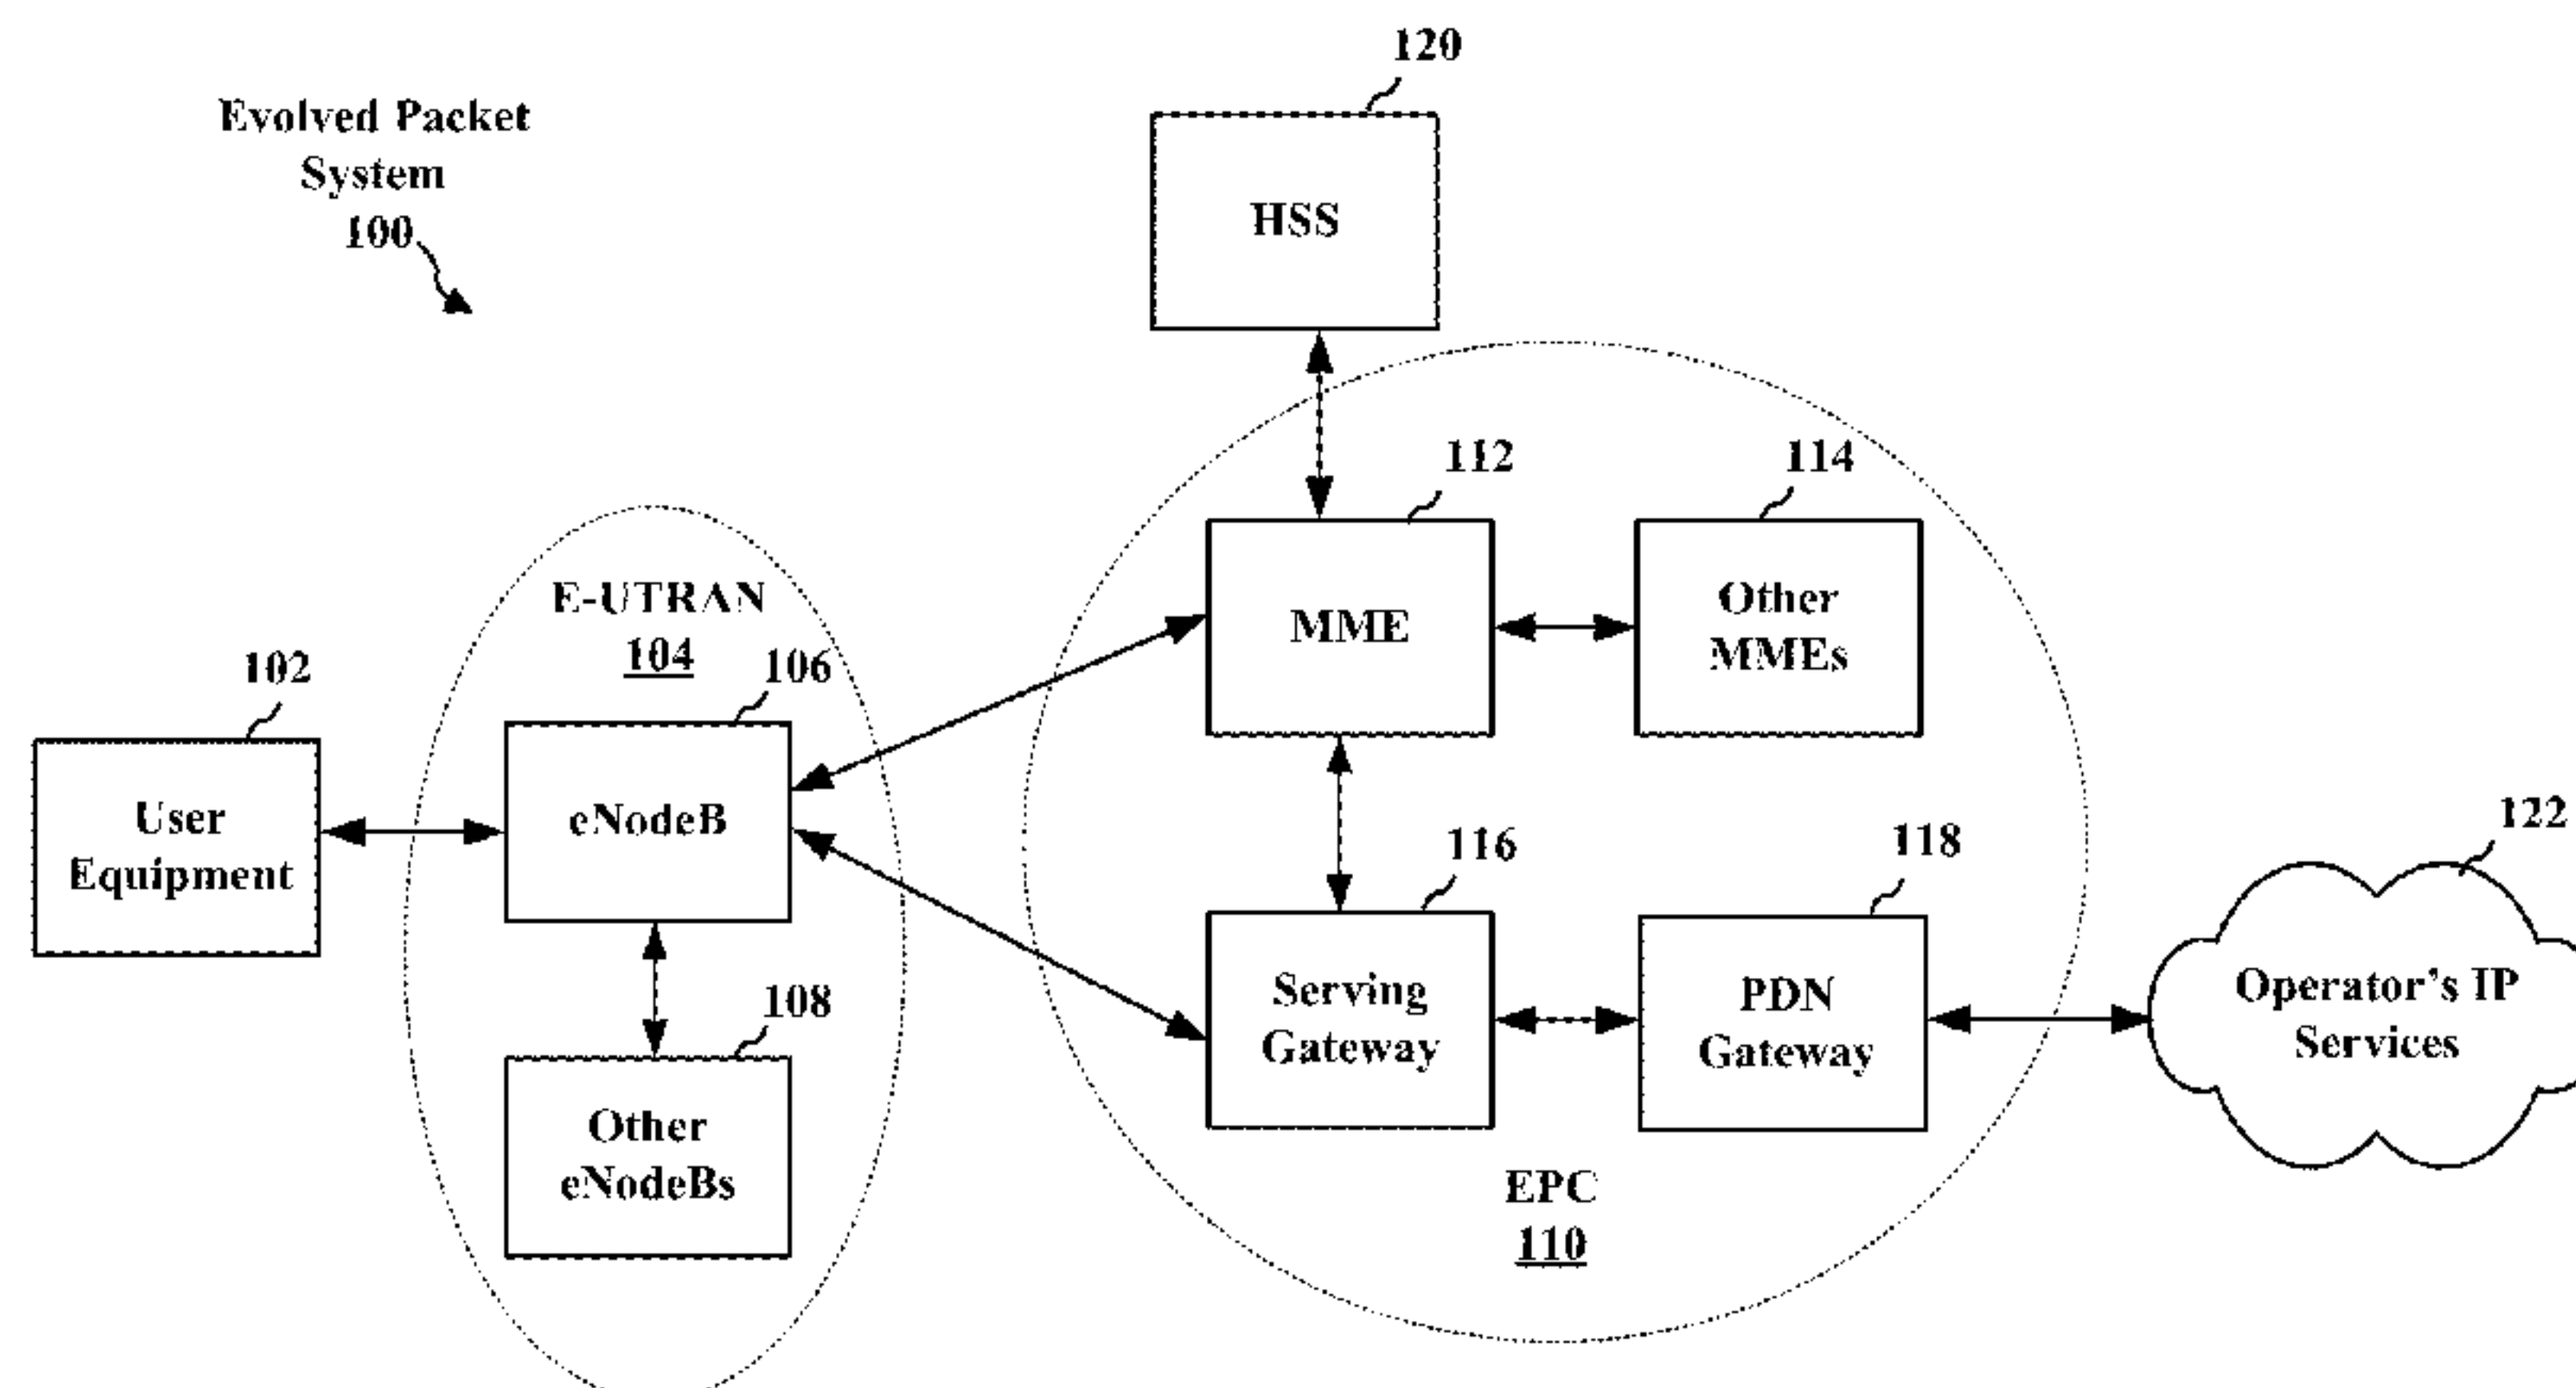 120
Evolved Packet
System
100
HSS
112
114
E-UTRAN
104
MME
Other
MMEs
102
106
User
Equipment
eNodeB
116
118
122
108
Serving
Gateway
PDN
Gateway
Operator's IP
Services
Other
eNodeBs
EPC
110